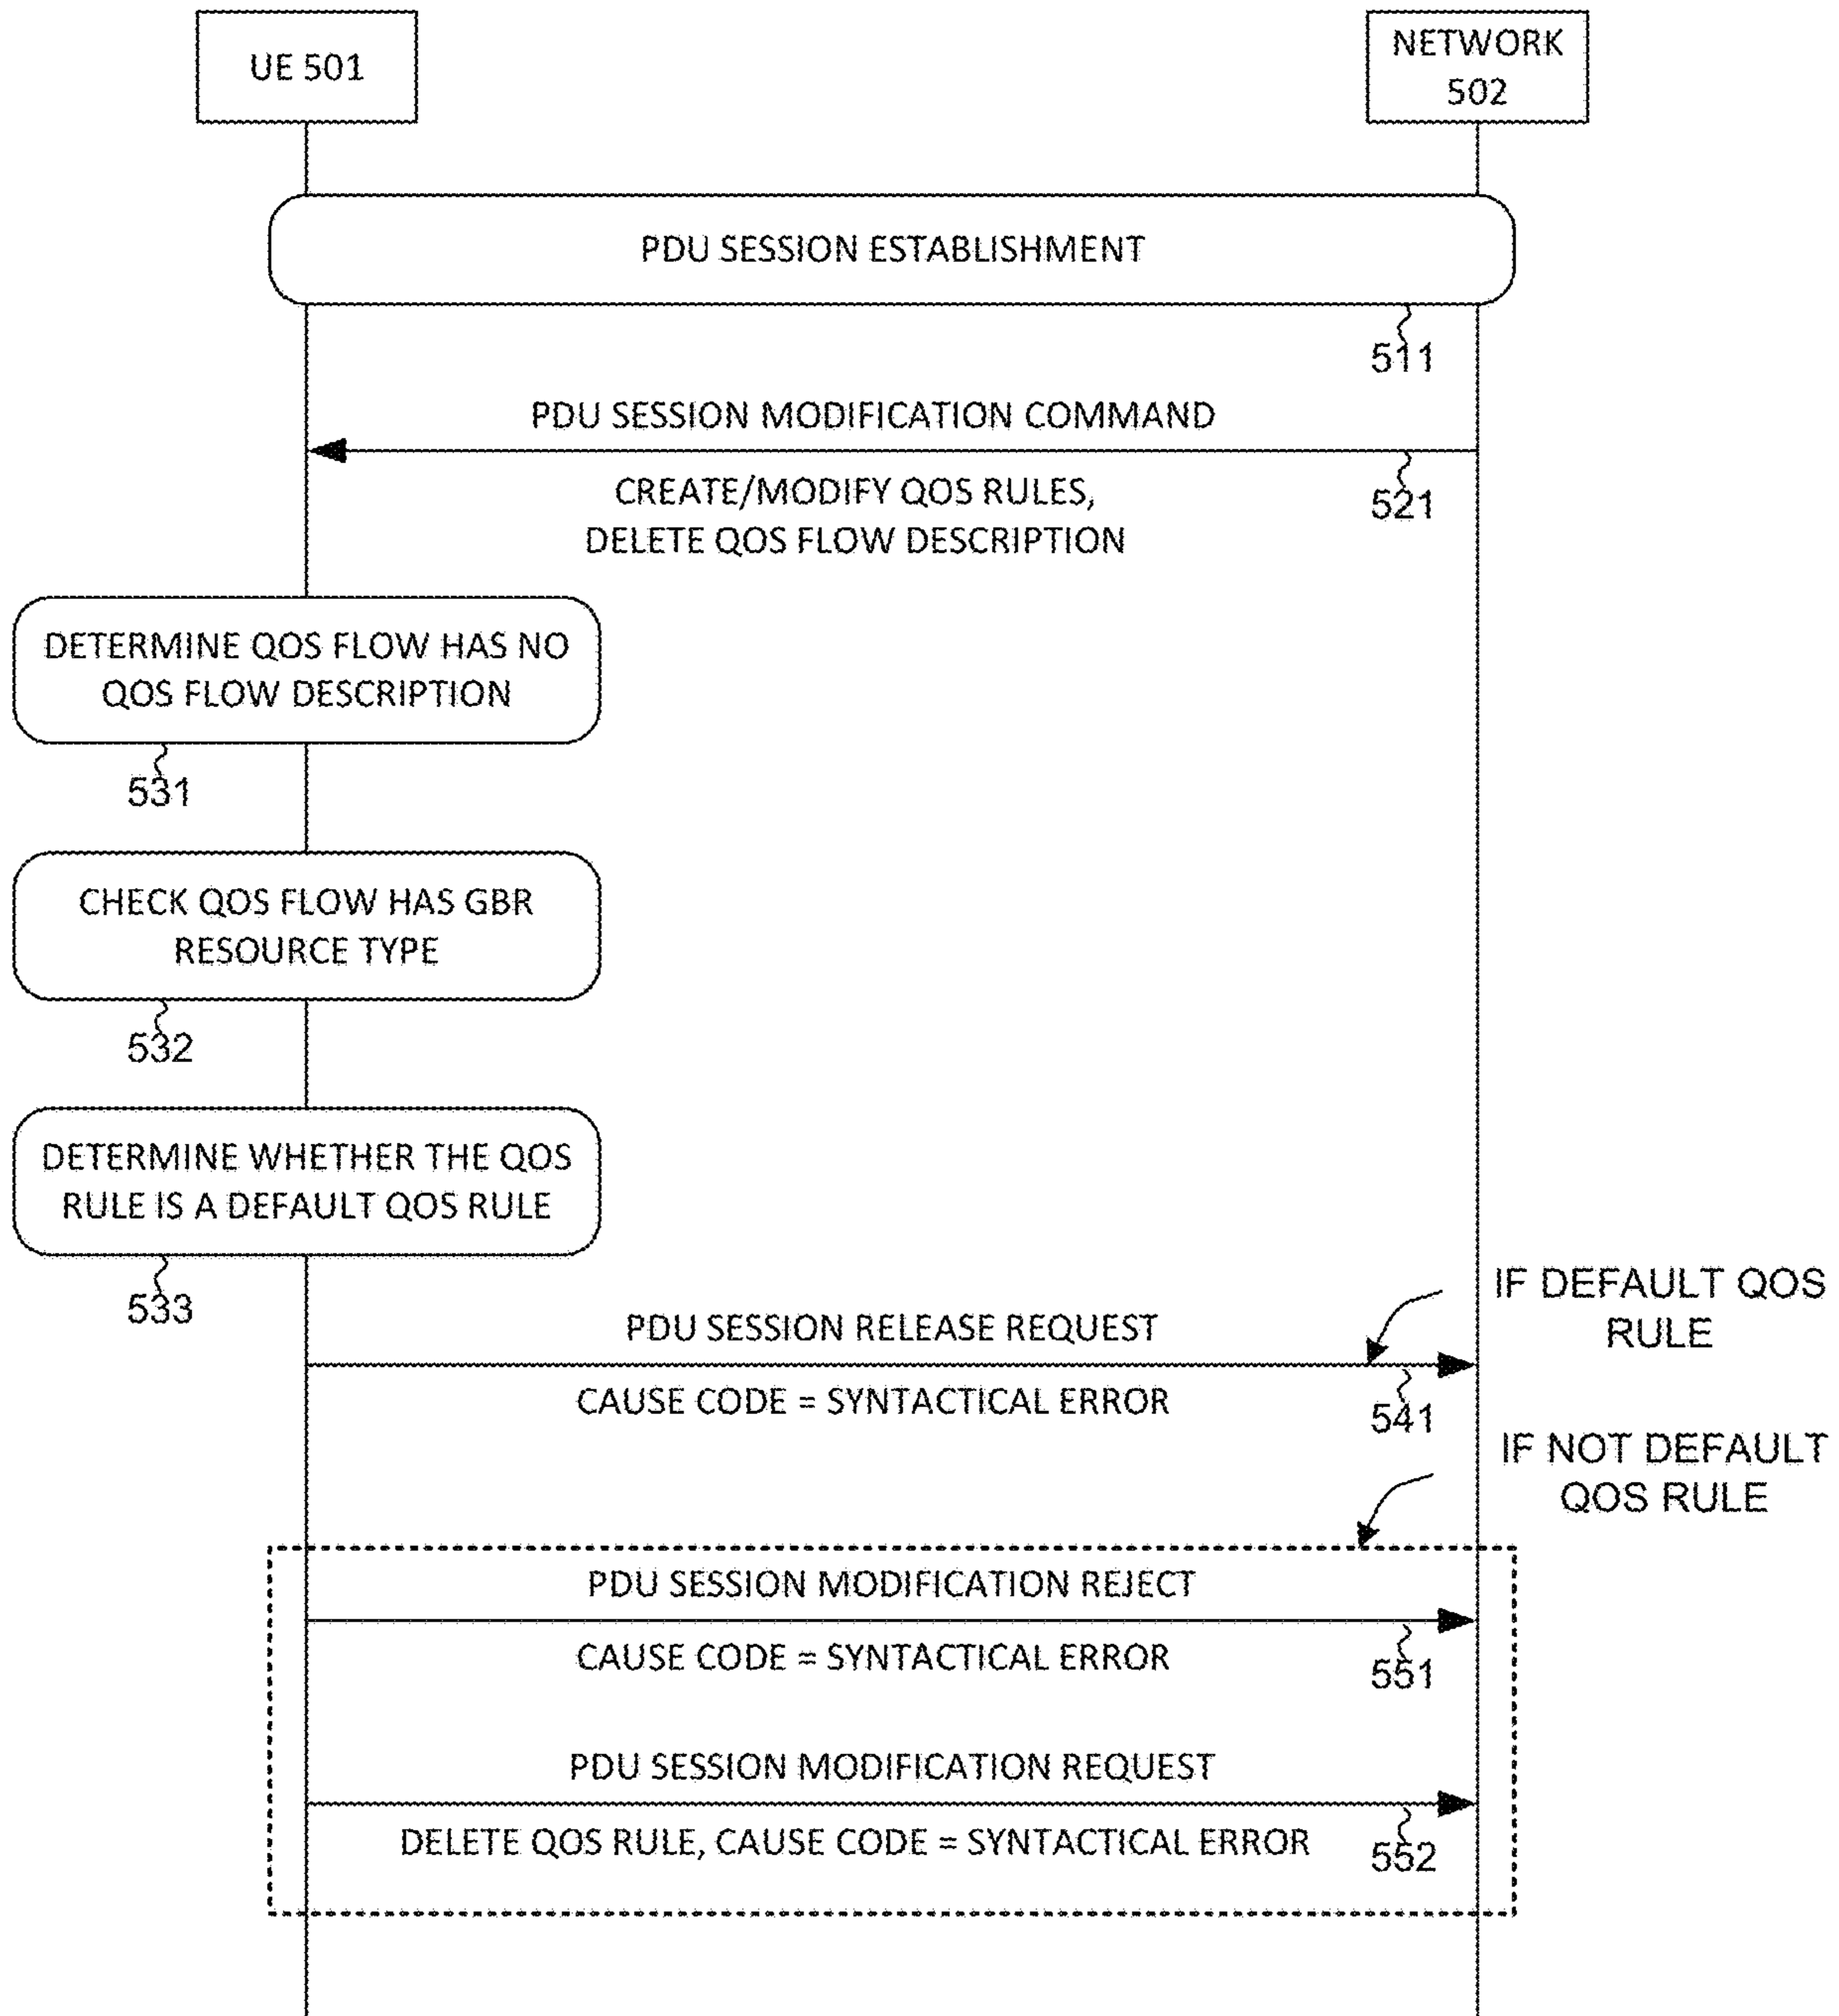 UE 501
NETWORK
502
PDU SESSION ESTABLISHMENT
511
PDU SESSION MODIFICATION COMMAND
521
CREATE/MODIFY QOS RULES,
DELETE QOS FLOW DESCRIPTION
DETERMINE QOS FLOW HAS NO
QOS FLOW DESCRIPTION
531
CHECK QOS FLOW HAS GBR
RESOURCE TYPE
532
DETERMINE WHETHER THE QOS
RULE IS A DEFAULT QOS RULE
533
IF DEFAULT QOS
RULE
PDU SESSION RELEASE REQUEST
CAUSE CODE = SYNTACTICAL ERROR
541
IF NOT DEFAULT
QOS RULE
PDU SESSION MODIFICATION REJECT
CAUSE CODE = SYNTACTICAL ERROR
551
PDU SESSION MODIFICATION REQUEST
DELETE QOS RULE, CAUSE CODE = SYNTACTICAL ERROR
552